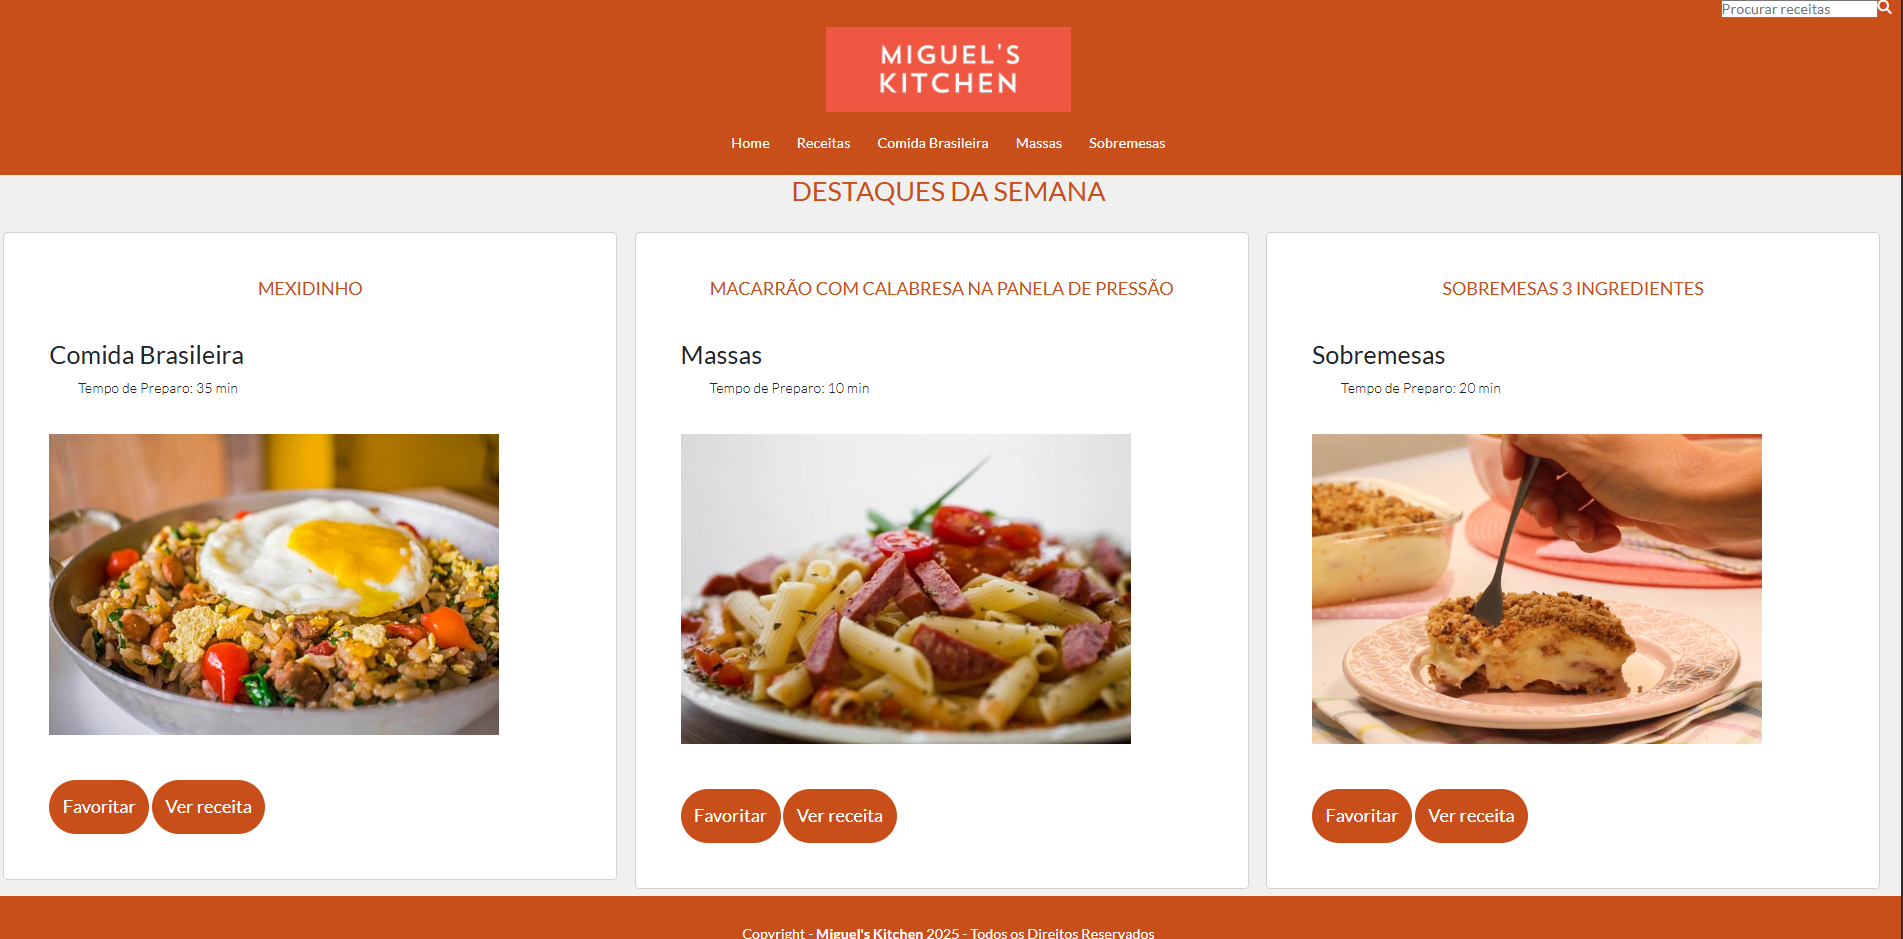 Procurar receitas
MIGUEL'S
KITCHEN
Home Receitas Comida Brasileira Massas Sobremesas
DESTAQUES DA SEMANA
MEXIDINHO
Comida Brasileira
Tempo de Preparo: 35 min
Favoritar Ver receita
MACARRÃO COM CALABRESA NA PANELA DE PRESSÃO
Massas
Tempo de Preparo: 10 min
Favoritar Ver receita
SOBREMESAS 3 INGREDIENTES
Sobremesas
Tempo de Preparo: 20 min
Favoritar Ver receita
Copyright - Miguel's Kitchen 2025 - Todos os Direitos Reservados